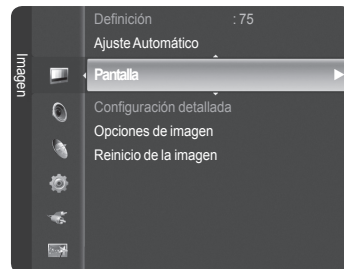 Imagen
Definición : 75
Ajuste Automático
Pantalla
Configuración detallada
Opciones de imagen
Reinicio de la imagen